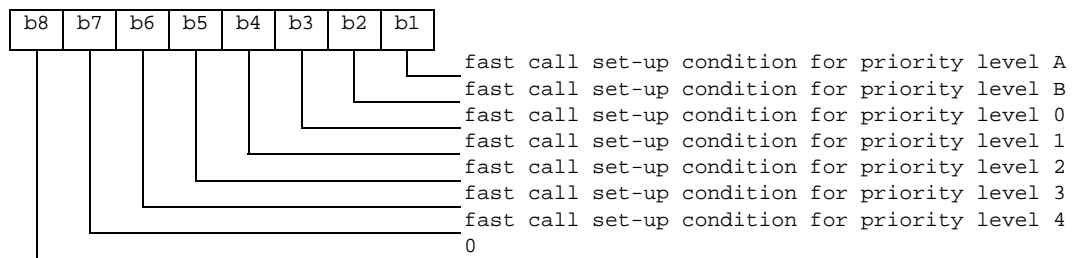 b8 b7 b6 b5 b4 b3 b2 b1
fast call set-up condition for priority level A
fast call set-up condition for priority level B
fast call set-up condition for priority level 0
fast call set-up condition for priority level 1
fast call set-up condition for priority level 2
fast call set-up condition for priority level 3
fast call set-up condition for priority level 4
0